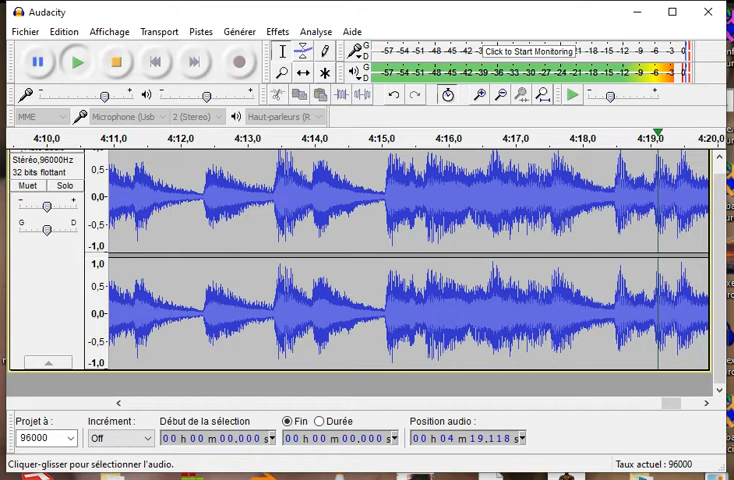 Audacity
Fichier Edition Affichage Transport Pistes Générer Effets Analyse Aide
G D -57 -54 -51 -48 -45 -42 Click to Start Monitoring -18 -15 -12 -9 -6 -3 0
G D -57 -54 -51 -48 -45 -42 -39 -36 -33 -30 -27 -24 -21 -18 -15 -12 -9 -6 -3 0
- + - +
MME Microphone (Usb 2 (Stereo) Haut-parleurs (R
4:10,0 4:11,0 4:12,0 4:13,0 4:14,0 4:15,0 4:16,0 4:17,0 4:18,0 4:19,0 4:20,0
Stéréo,96000Hz
32 bits flottant
Muet Solo
- +
G D
0,5
0,0
-0,5
-1,0
1,0
0,5
0,0
-0,5
-1,0
Projet à : Incrément: Début de la sélection Fin Durée Position audio :
96000 Off 00 h 00 m 00,000 s 00 h 00 m 00,000 s 00 h 04 m 19,118 s
Cliquer-glisser pour sélectionner l'audio. Taux actuel : 96000